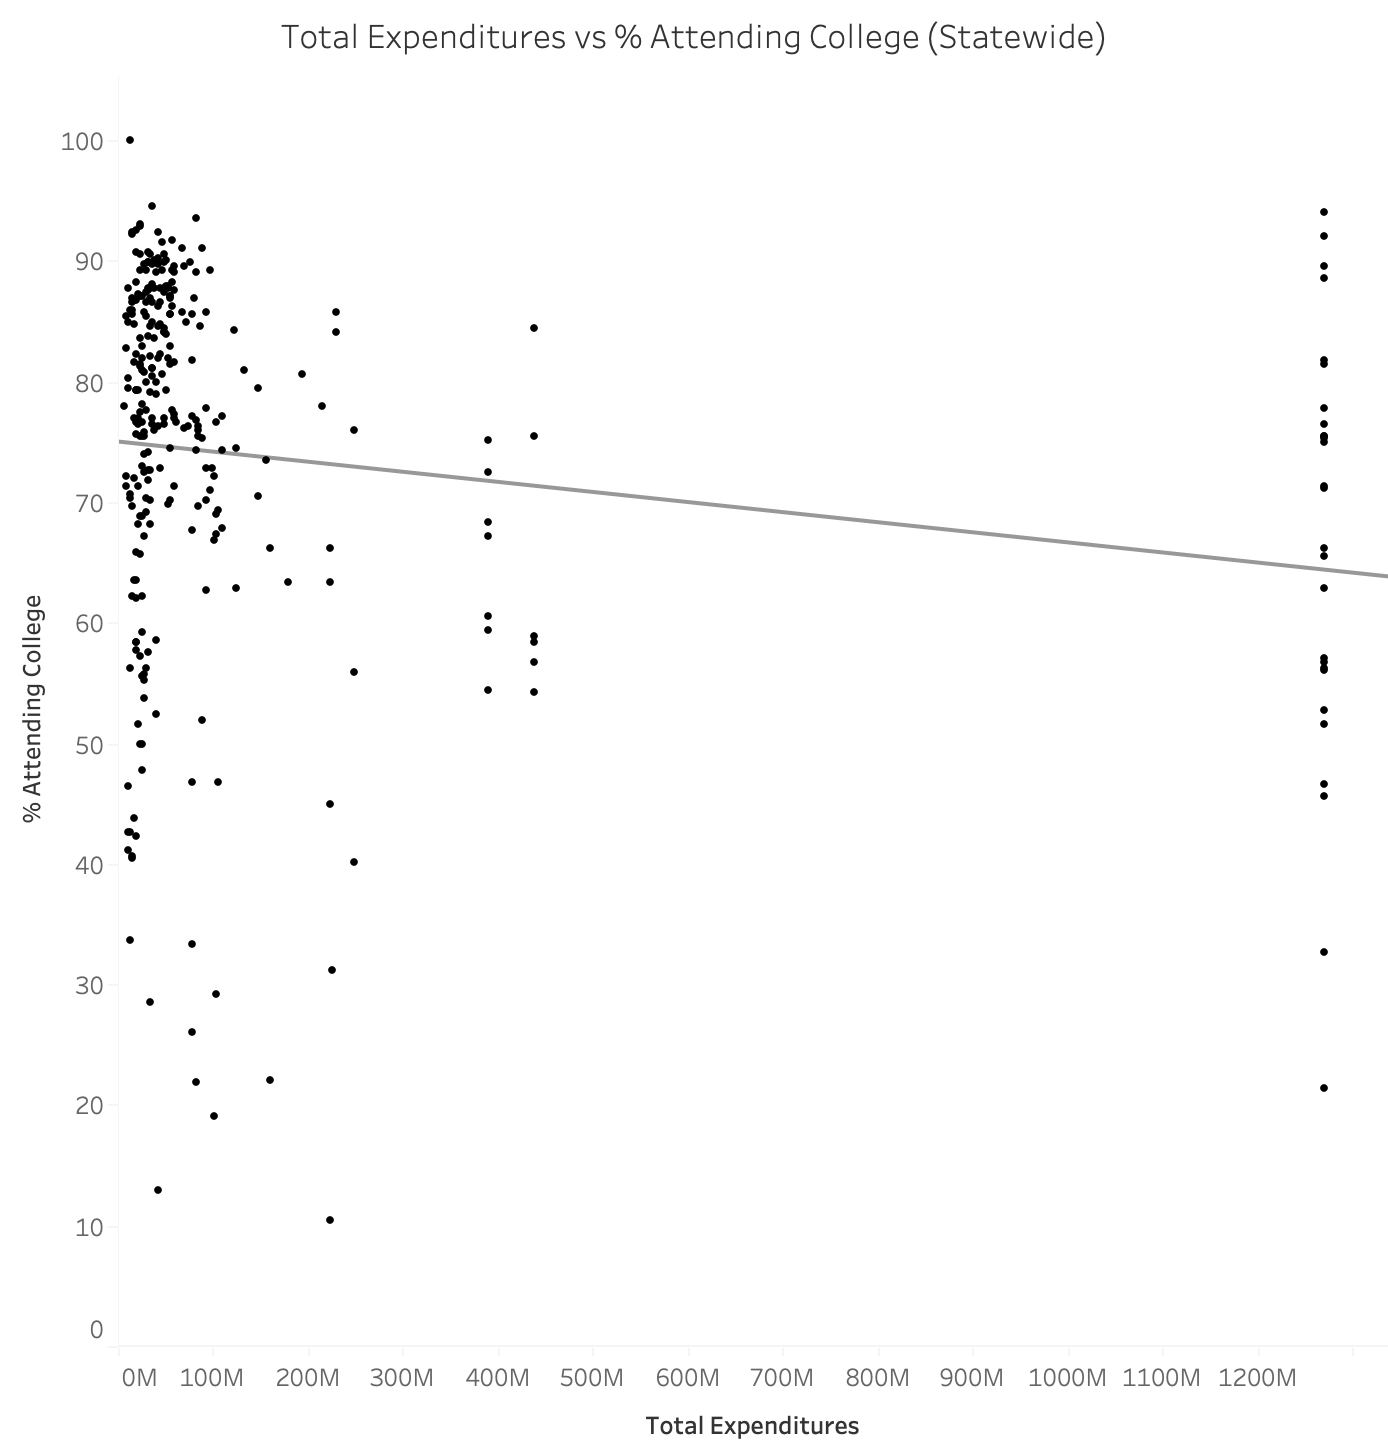 Total Expenditures vs % Attending College (Statewide)
100
90
80
70
60
50
40
30
20
10
0
% Attending College
0M 100M 200M 300M 400M 500M 600M 700M 800M 900M 1000M 1100M 1200M
Total Expenditures